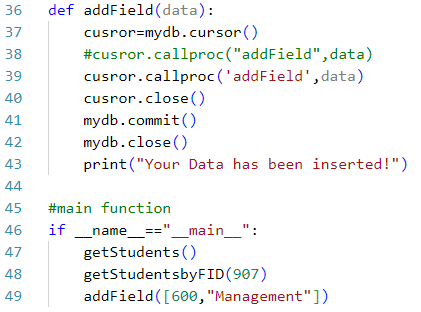 36 def addField(data):
37 cusror=mydb.cursor()
38 #cusror.callproc("addField",data)
39 cusror.callproc('addField',data)
40 cusror.close()
41 mydb.commit()
42 mydb.close()
43 print("Your Data has been inserted!")
44
45 #main function
46 if __name__=="__main__":
47 getStudents()
48 getStudentsbyFID(907)
49 addField([600,"Management"])